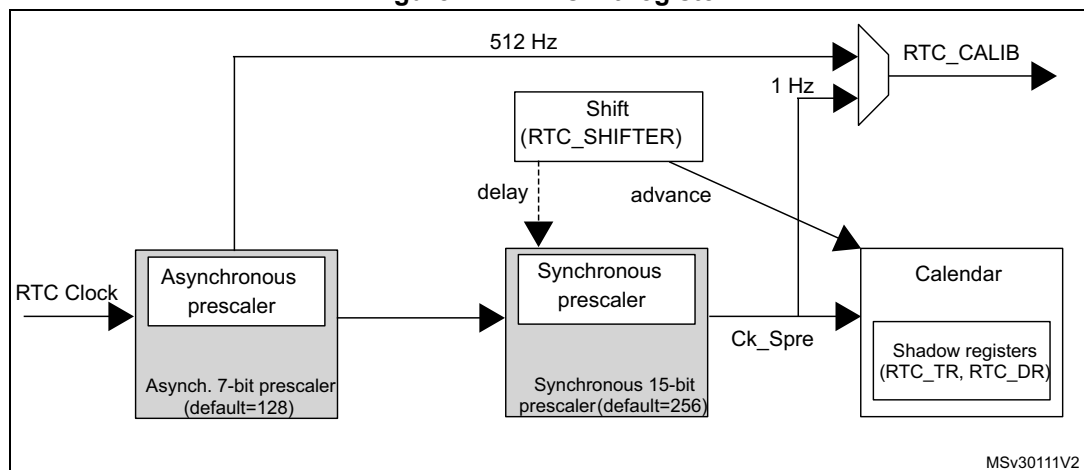 512 Hz
RTC_CALIB
1 Hz
Shift
(RTC_SHIFTER)
delay
advance
Asynchronous
prescaler
Synchronous
prescaler
Calendar
RTC Clock
Ck_Spre
Shadow registers
(RTC_TR, RTC_DR)
Asynch. 7-bit prescaler
(default=128)
Synchronous 15-bit
prescaler(default=256)
MSv30111V2